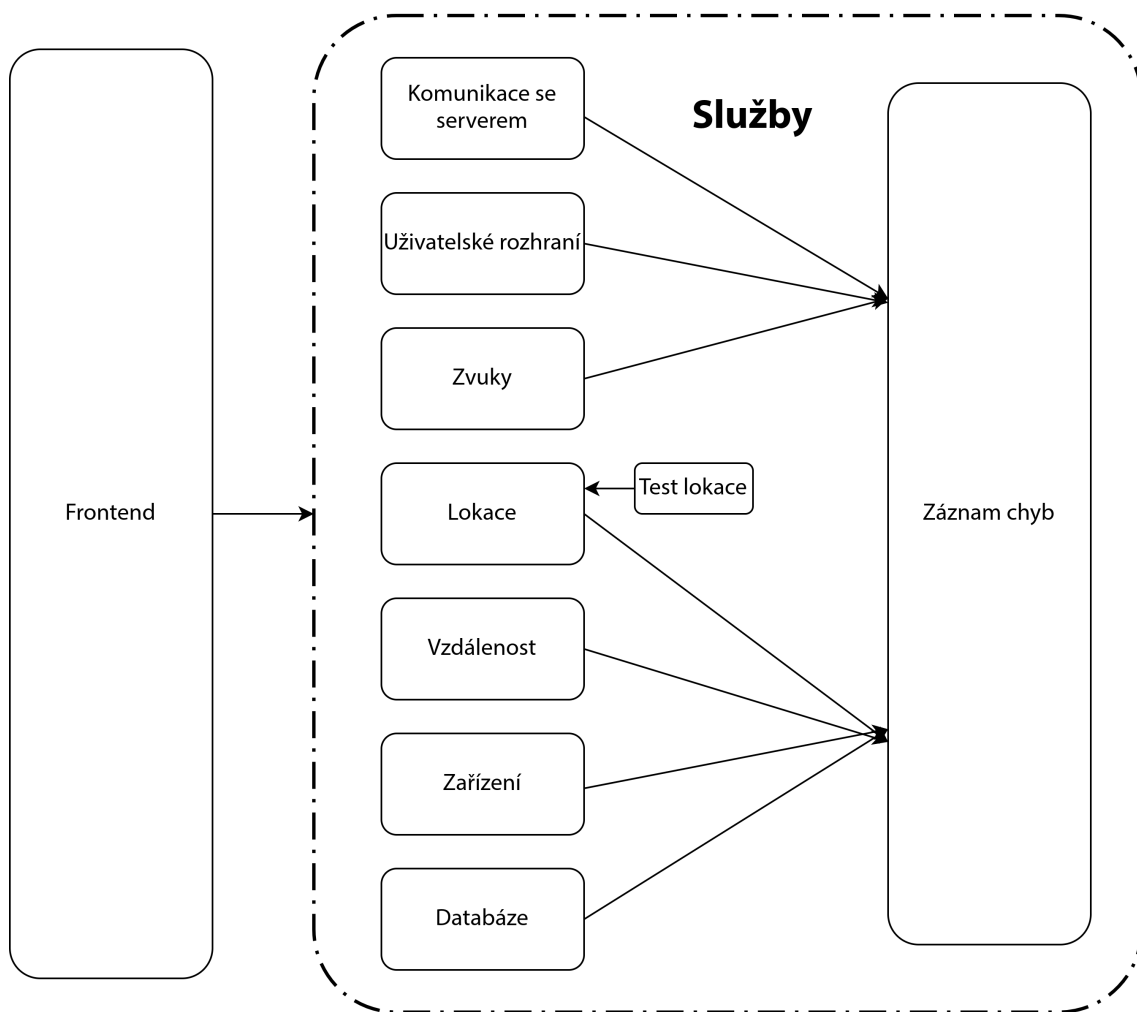 Služby
Komunikace se
serverem
Uživatelské rozhraní
Zvuky
Frontend
Lokace
Test lokace
Záznam chyb
Vzdálenost
Zařízení
Databáze